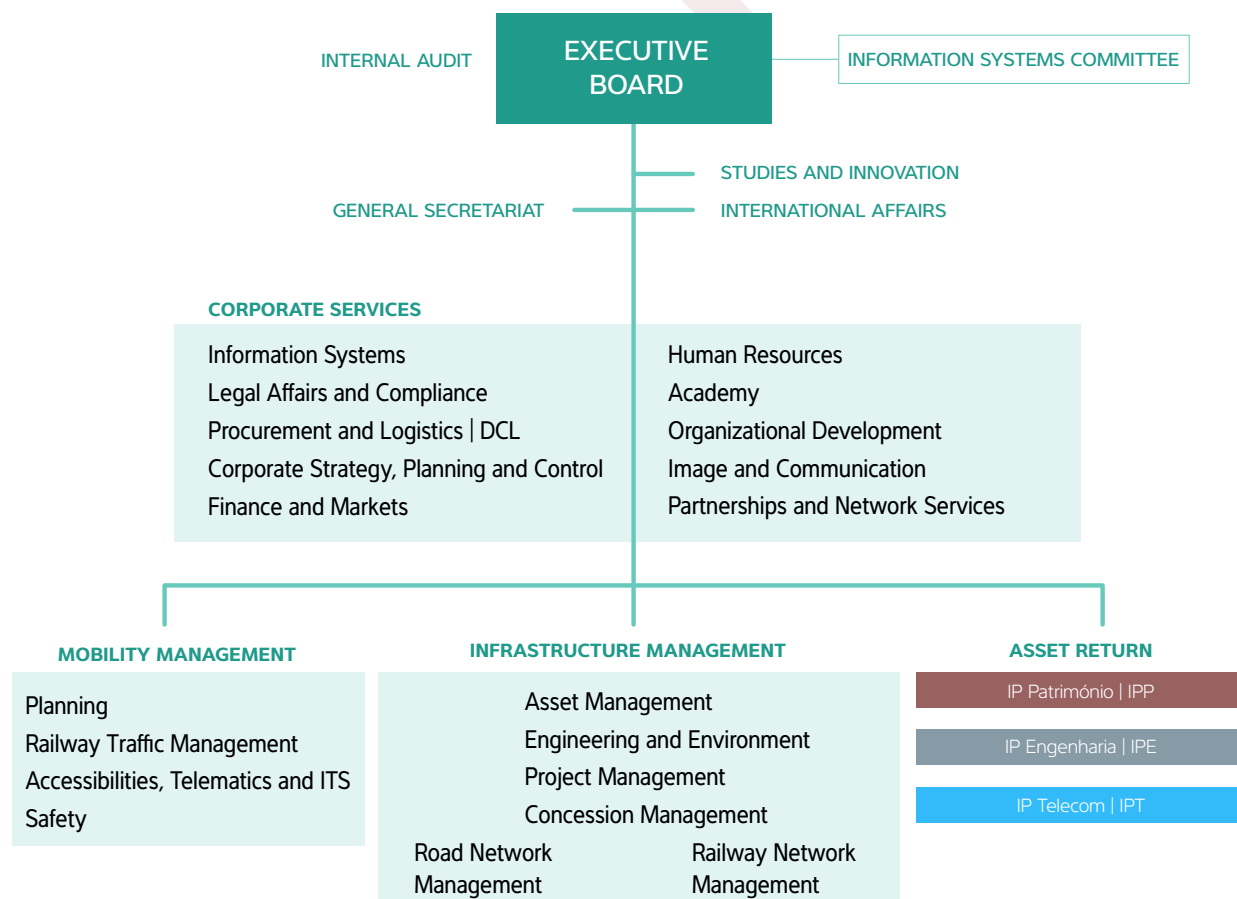 INTERNAL AUDIT
EXECUTIVE
BOARD
INFORMATION SYSTEMS COMMITTEE
STUDIES AND INNOVATION
GENERAL SECRETARIAT
INTERNATIONAL AFFAIRS
CORPORATE SERVICES
Information Systems
Legal Affairs and Compliance
Procurement and Logistics | DCL
Corporate Strategy, Planning and Control
Finance and Markets
Human Resources
Academy
Organizational Development
Image and Communication
Partnerships and Network Services
MOBILITY MANAGEMENT
Planning
Railway Traffic Management
Accessibilities, Telematics and ITS
Safety
INFRASTRUCTURE MANAGEMENT
Asset Management
Engineering and Environment
Project Management
Concession Management
Road Network
Management
Railway Network
Management
ASSET RETURN
IP Património | IPP
IP Engenharia | IPE
IP Telecom | IPT